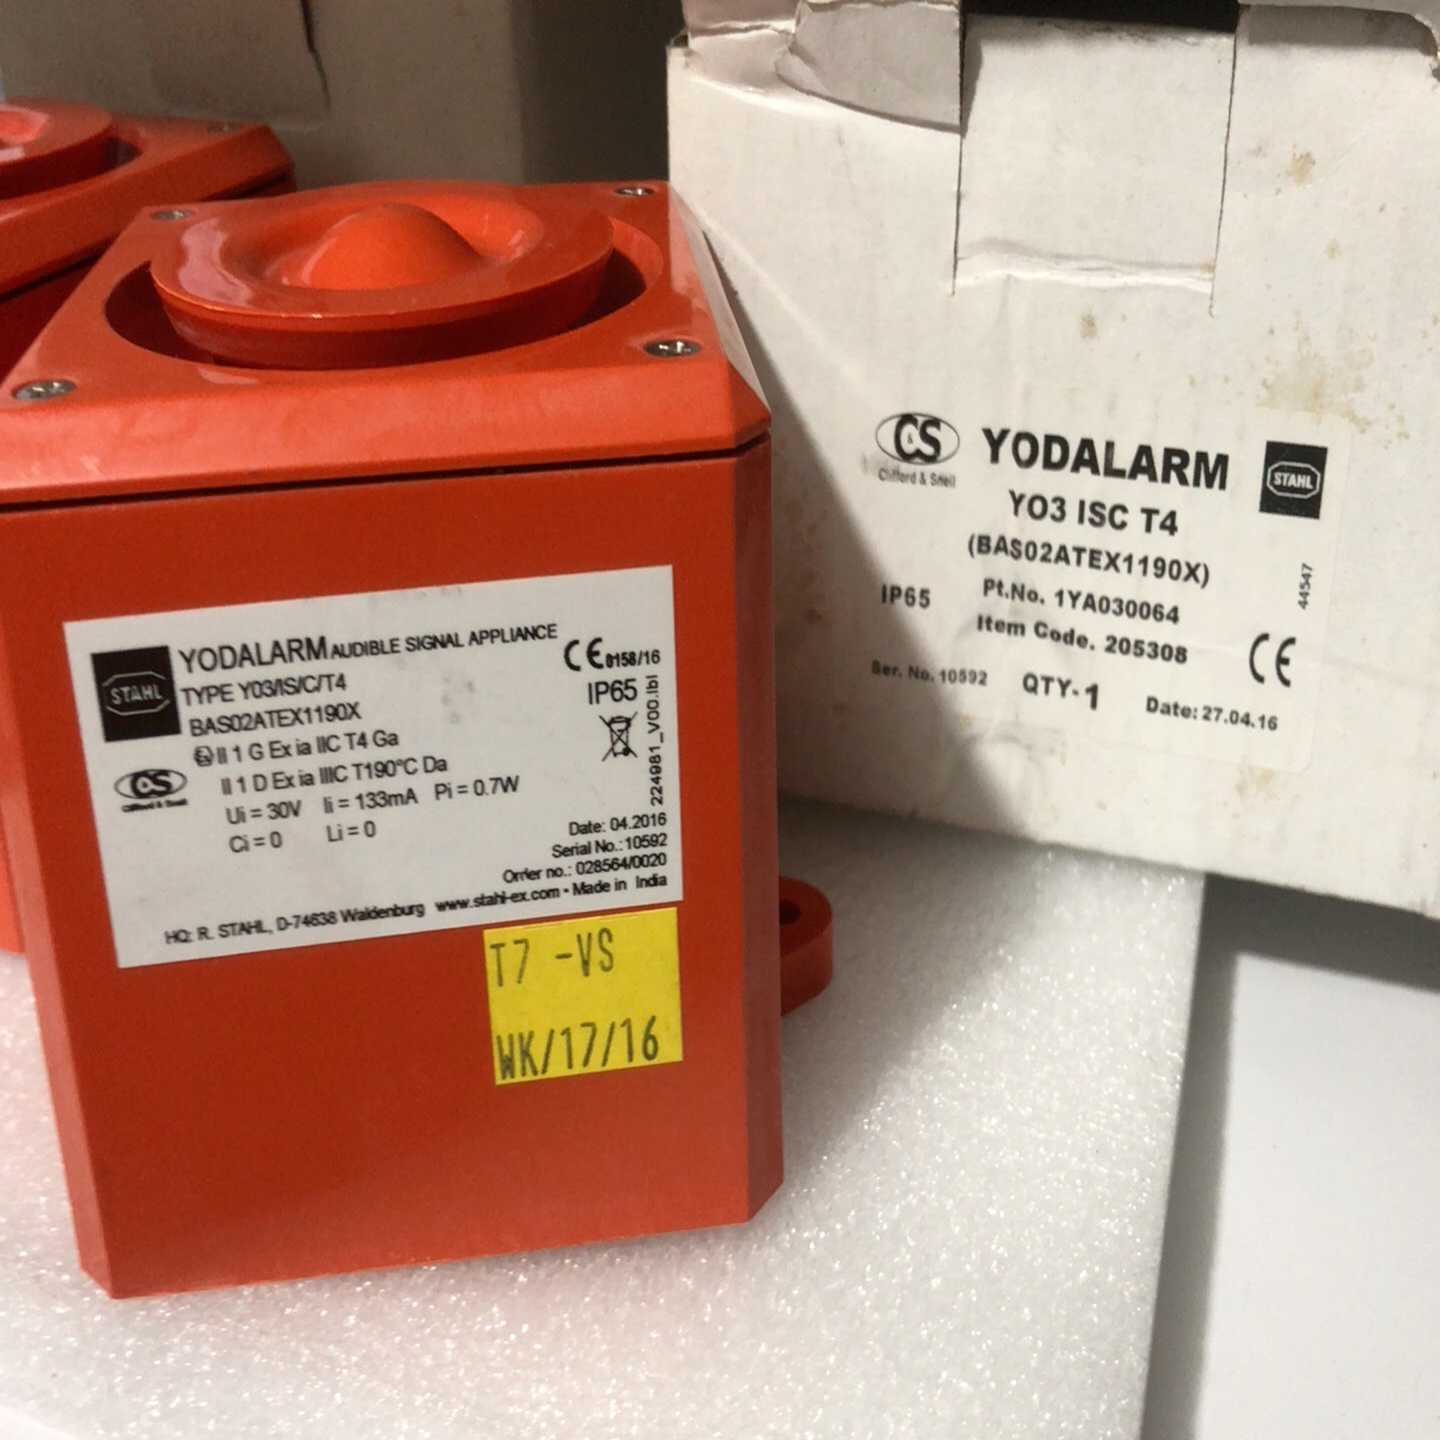 STAHL
YODALARM AUDIBLE SIGNAL APPLIANCE
TYPE Y03/IS/C/T4
BAS02ATEX1190X
II 1 G Ex ia IIC T4 Ga
II 1 D Ex ia IIIC T190°C Da
Ui = 30V Ii = 133mA Pi = 0.7W
Ci = 0 Li = 0
CE 0158/16
IP65
224981_V00.lbl
CS
Clifford & Snell
Date: 04.2016
Serial No.: 10592
Order no.: 028564/0020
www.stahl-ex.com - Made in India
HQ: R. STAHL, D-74638 Waldenburg
T7 -VS
WK/17/16
CS
Clifford & Snell
YODALARM
STAHL
YO3 ISC T4
(BAS02ATEX1190X)
IP65
Pt.No. 1YA030064
Item Code. 205308
44547
CE
Ser. No. 10592
QTY-1
Date: 27.04.16